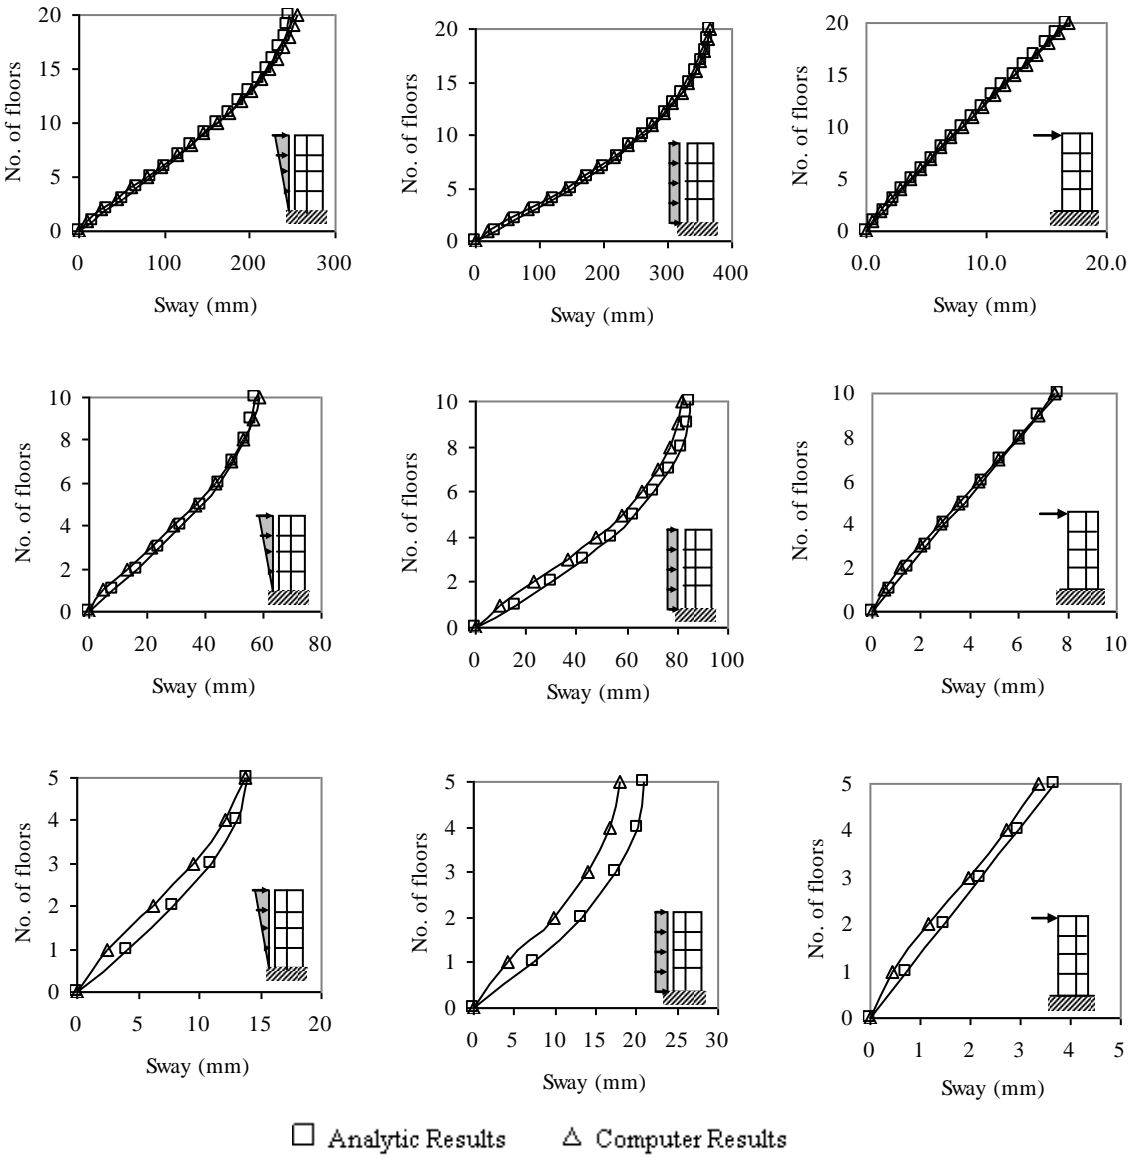 No. of floors
20
15
10
5
0
0 100 200 300
Sway (mm)
No. of floors
20
15
10
5
0
0 100 200 300 400
Sway (mm)
No. of floors
20
15
10
5
0
0.0 10.0 20.0
Sway (mm)
No. of floors
10
8
6
4
2
0
0 20 40 60 80
Sway (mm)
No. of floors
10
8
6
4
2
0
0 20 40 60 80 100
Sway (mm)
No. of floors
10
8
6
4
2
0
0 2 4 6 8 10
Sway (mm)
No. of floors
5
4
3
2
1
0
0 5 10 15 20
Sway (mm)
No. of floors
5
4
3
2
1
0
0 5 10 15 20 25 30
Sway (mm)
No. of floors
5
4
3
2
1
0
0 1 2 3 4 5
Sway (mm)
Analytic Results Computer Results